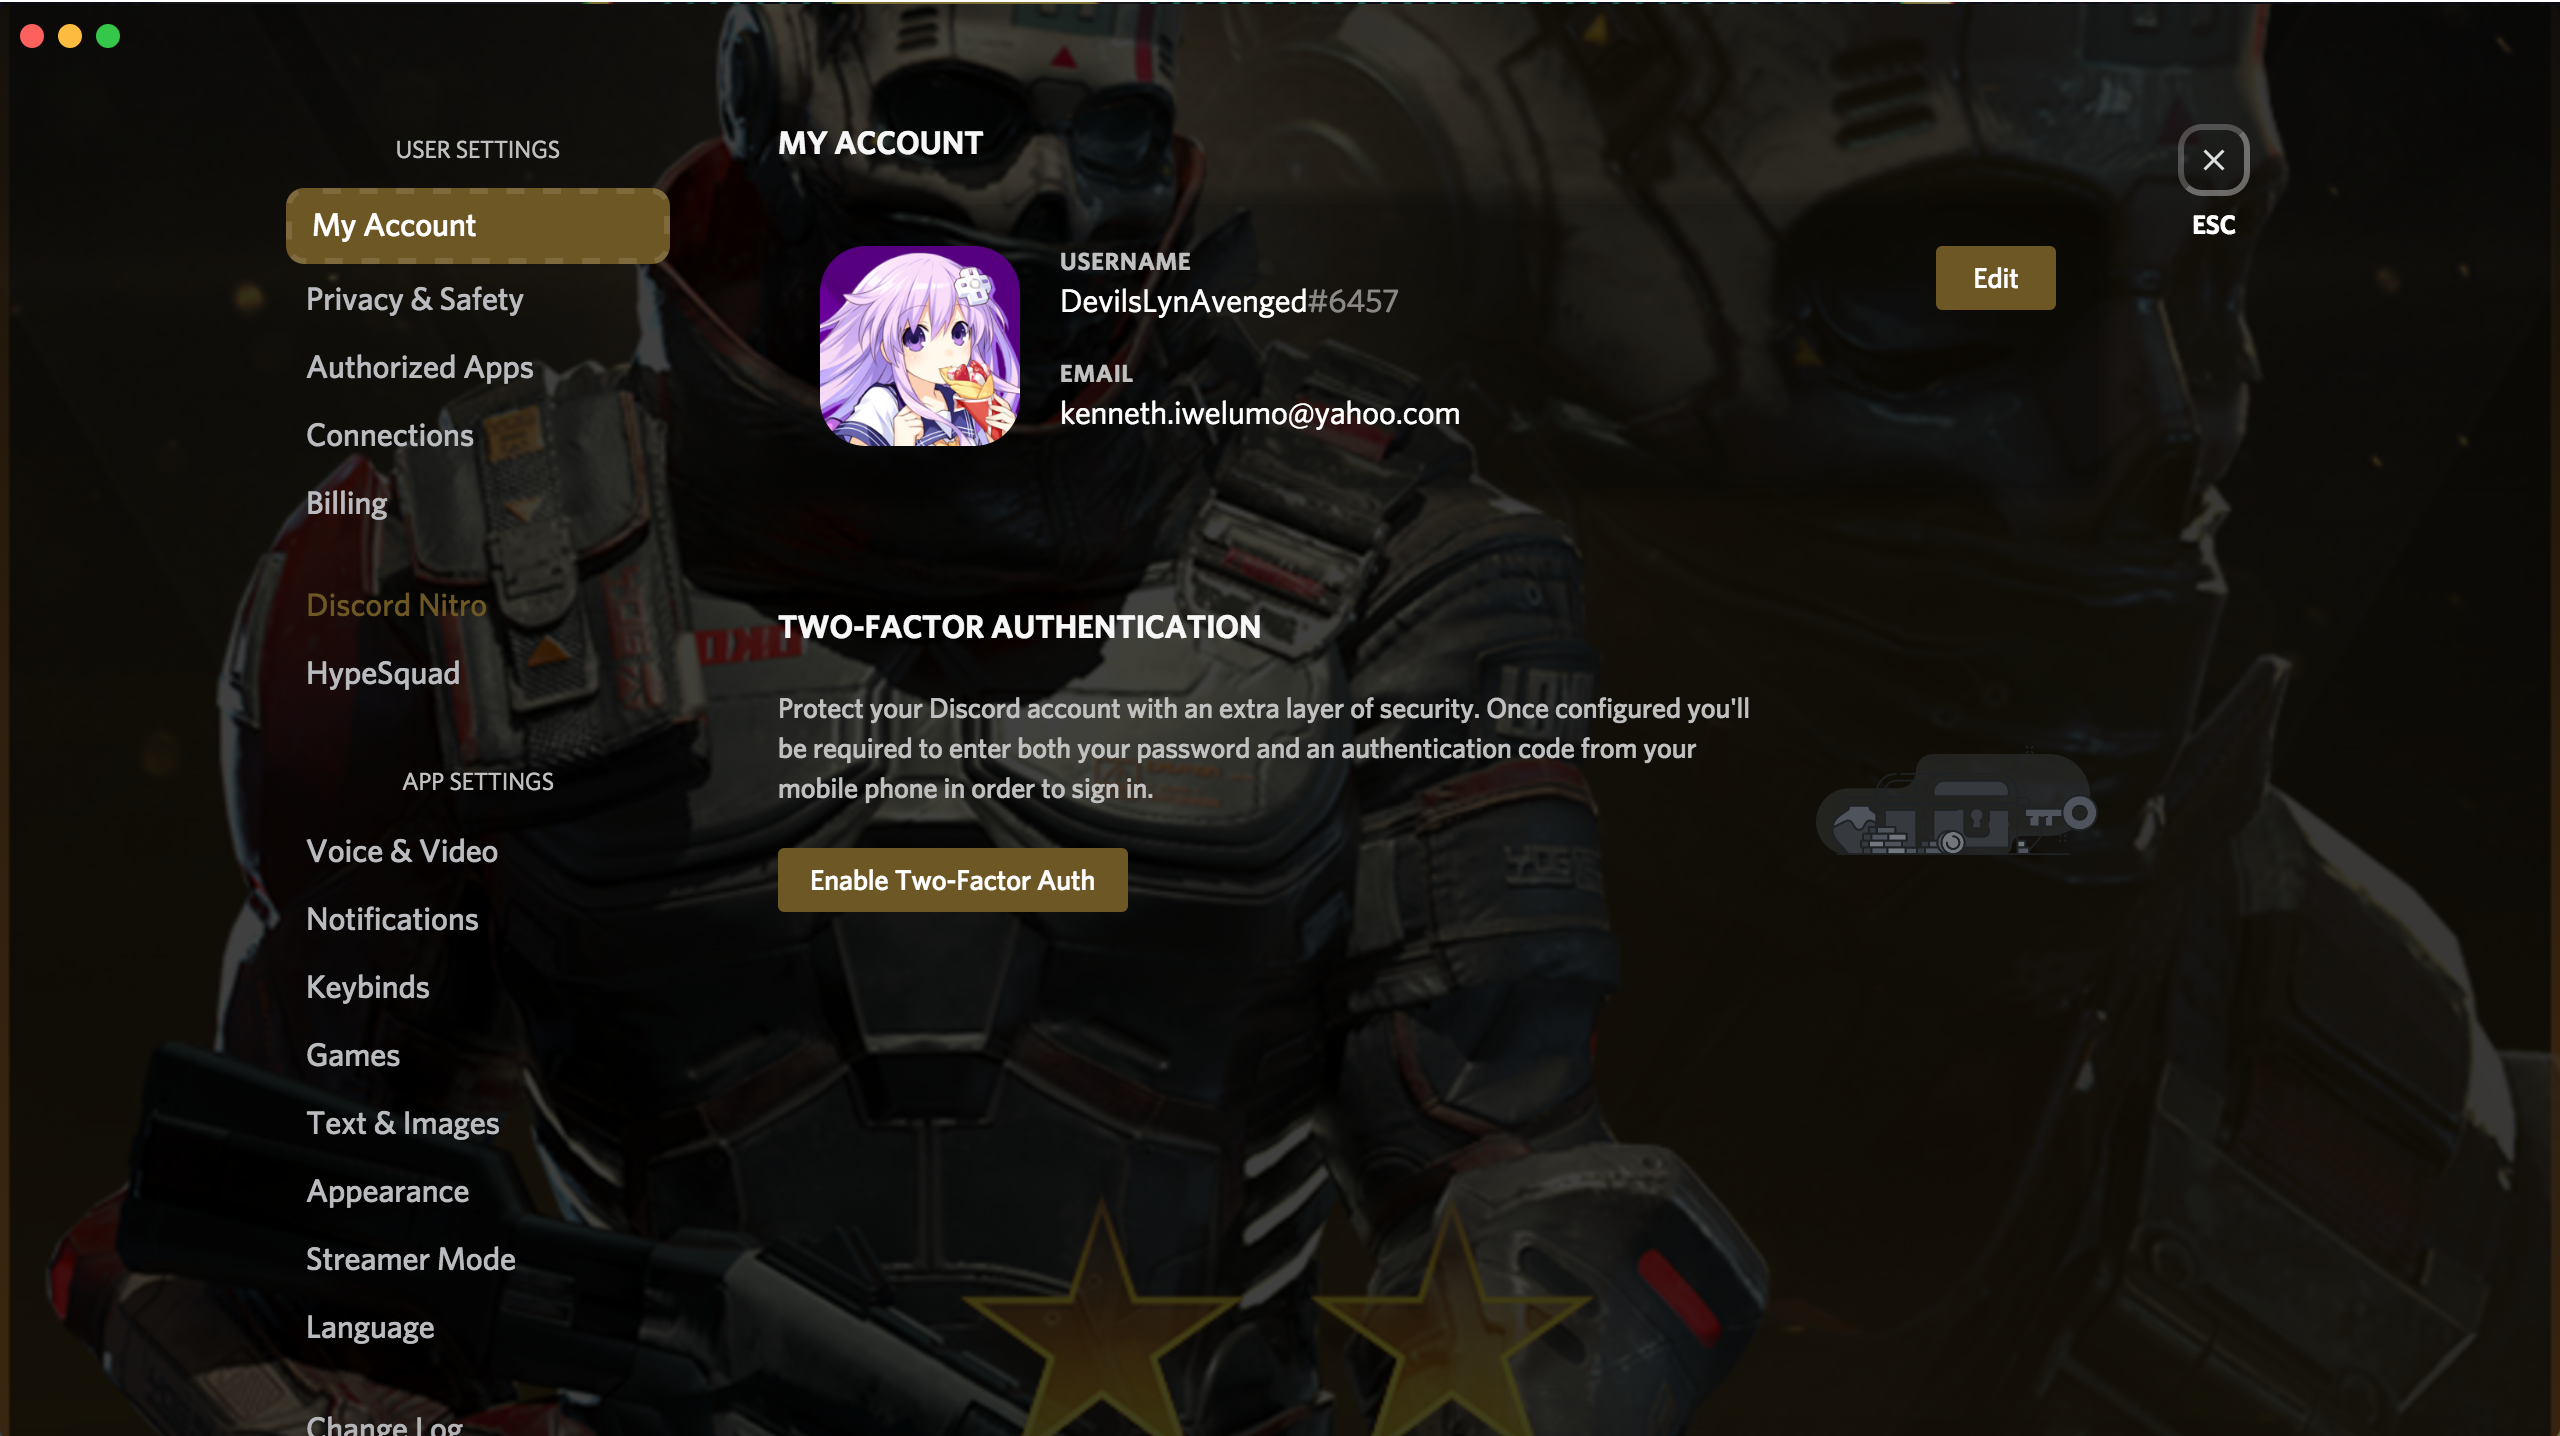 USER SETTINGS
My Account
Privacy & Safety
Authorized Apps
Connections
Billing
Discord Nitro
HypeSquad
APP SETTINGS
Voice & Video
Notifications
Keybinds
Games
Text & Images
Appearance
Streamer Mode
Language
Change Log
MY ACCOUNT
USERNAME
DevilsLynAvenged#6457
EMAIL
kenneth.iwelumo@yahoo.com
Edit
ESC
TWO-FACTOR AUTHENTICATION
Protect your Discord account with an extra layer of security. Once configured you'll
be required to enter both your password and an authentication code from your
mobile phone in order to sign in.
Enable Two-Factor Auth